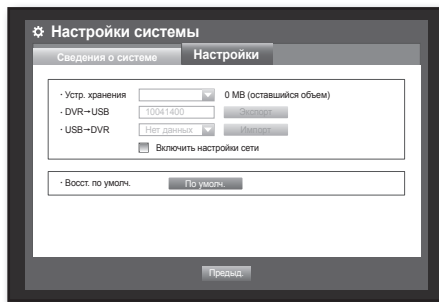 Настройки системы
Сведения о системе Настройки
· Устр. хранения 0 MB (оставшийся объем)
· DVR→USB 10041400 Экспорт
· USB→DVR Нет данных Импорт
Включить настройки сети
· Восст. по умолч. По умолч.
Предыд.